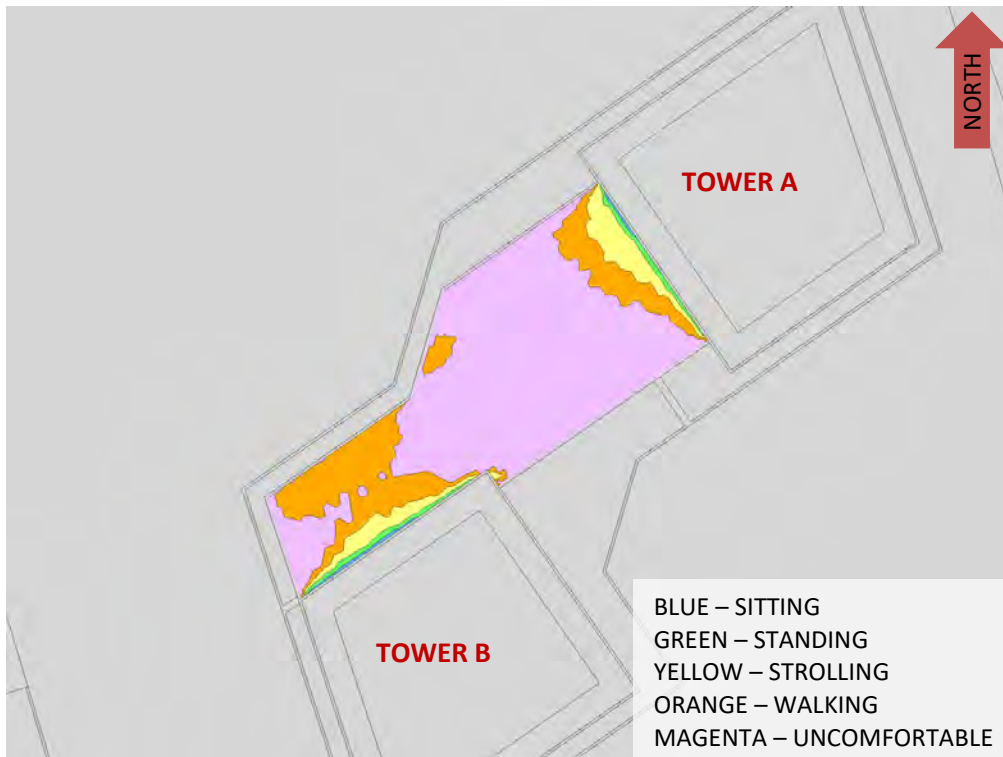 NORTH
TOWER A
TOWER B
BLUE – SITTING
GREEN – STANDING
YELLOW – STROLLING
ORANGE – WALKING
MAGENTA – UNCOMFORTABLE